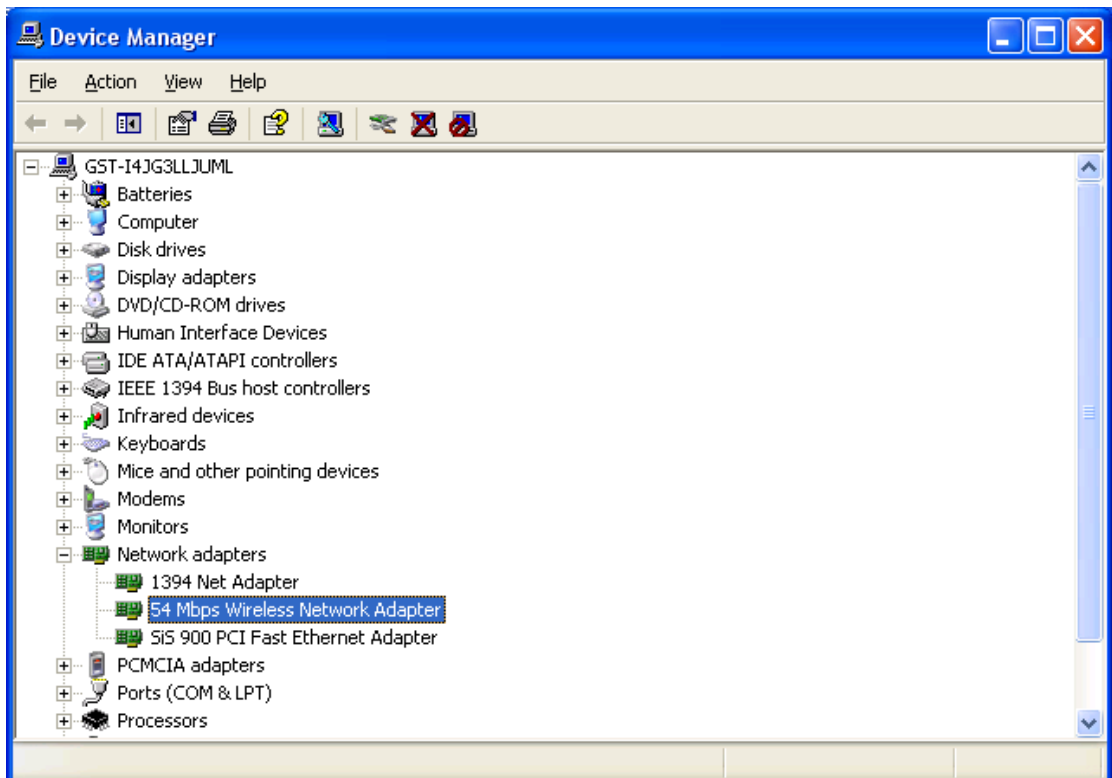 Device Manager
File Action View Help
GST-I4JG3LLJUML
Batteries
Computer
Disk drives
Display adapters
DVD/CD-ROM drives
Human Interface Devices
IDE ATA/ATAPI controllers
IEEE 1394 Bus host controllers
Infrared devices
Keyboards
Mice and other pointing devices
Modems
Monitors
Network adapters
1394 Net Adapter
54 Mbps Wireless Network Adapter
SiS 900 PCI Fast Ethernet Adapter
PCMCIA adapters
Ports (COM & LPT)
Processors